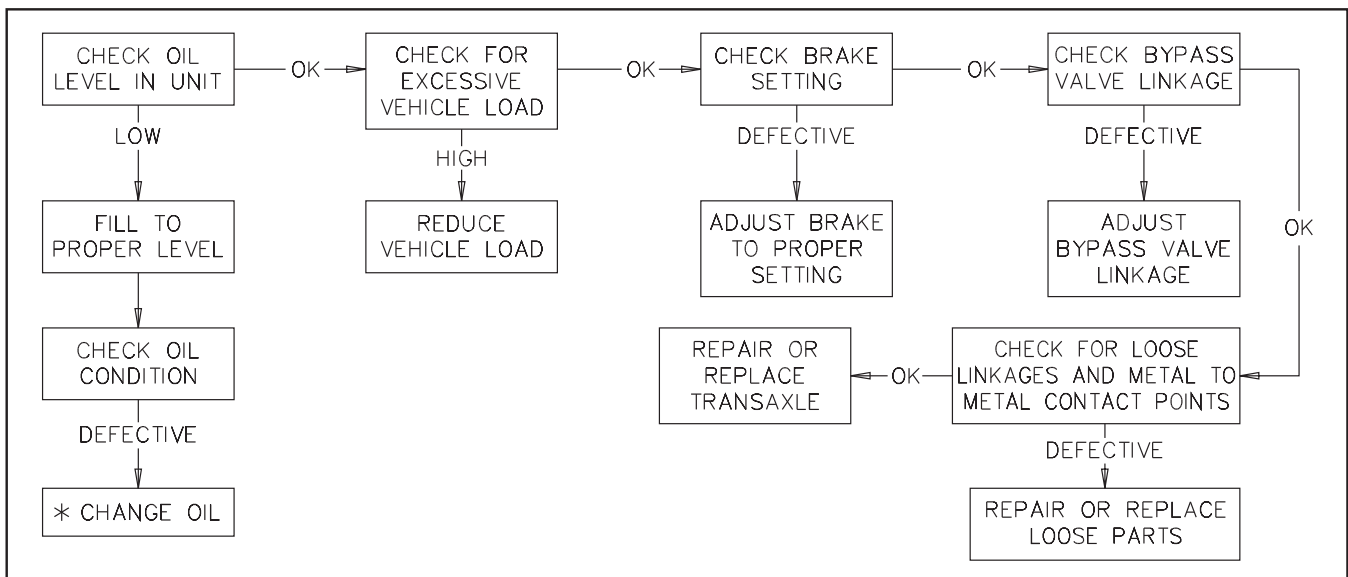 CHECK OIL
LEVEL IN UNIT
OK
CHECK FOR
EXCESSIVE
VEHICLE LOAD
OK
CHECK BRAKE
SETTING
OK
CHECK BYPASS
VALVE LINKAGE
LOW
HIGH
DEFECTIVE
DEFECTIVE
OK
FILL TO
PROPER LEVEL
REDUCE
VEHICLE LOAD
ADJUST BRAKE
TO PROPER
SETTING
ADJUST
BYPASS VALVE
LINKAGE
CHECK OIL
CONDITION
REPAIR OR
REPLACE
TRANSAXLE
OK
CHECK FOR LOOSE
LINKAGES AND METAL TO
METAL CONTACT POINTS
DEFECTIVE
DEFECTIVE
* CHANGE OIL
REPAIR OR REPLACE
LOOSE PARTS